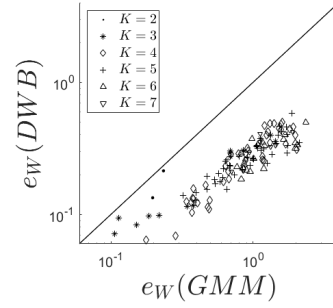 K = 2
K = 3
K = 4
K = 5
K = 6
K = 7
10^0
10^-1
e_W(DWB)
10^-1 10^0
e_W(GMM)